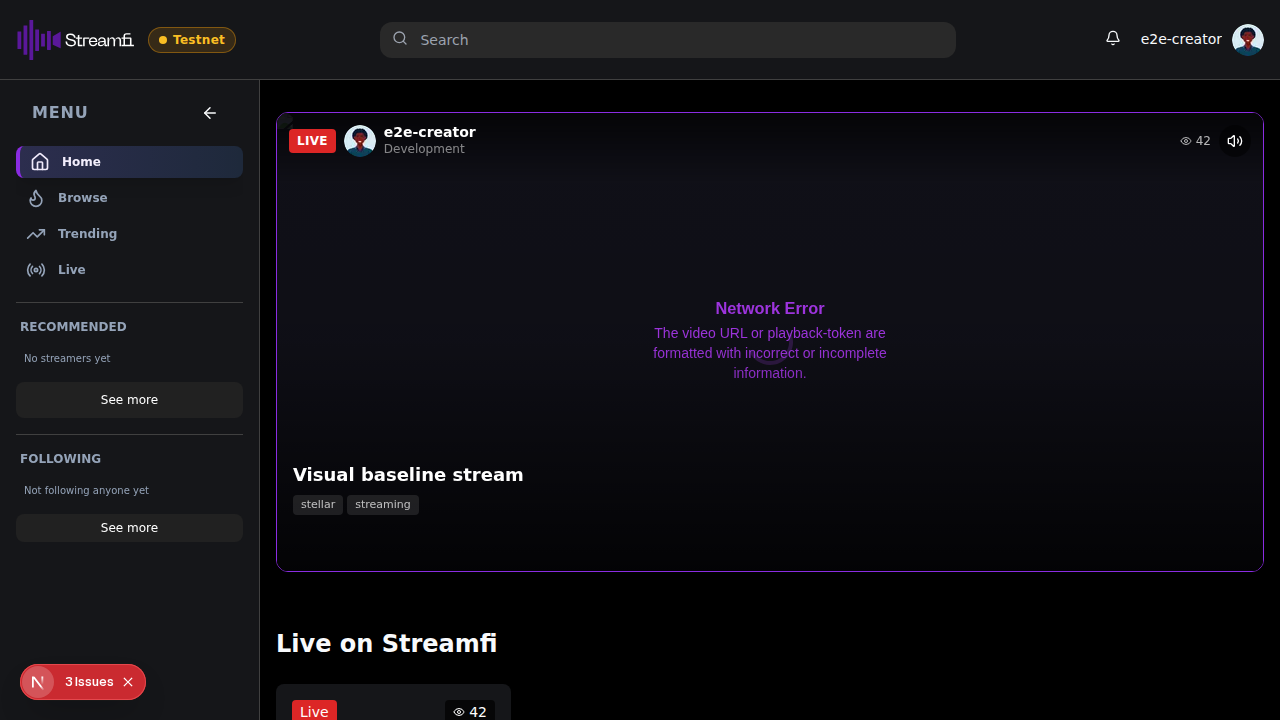 Streamfi
Testnet
Search
e2e-creator
MENU
Home
Browse
Trending
Live
RECOMMENDED
No streamers yet
See more
FOLLOWING
Not following anyone yet
See more
3 Issues
LIVE
e2e-creator
Development
42
Network Error
The video URL or playback-token are
formatted with incorrect or incomplete
information.
Visual baseline stream
stellar
streaming
Live on Streamfi
Live
42